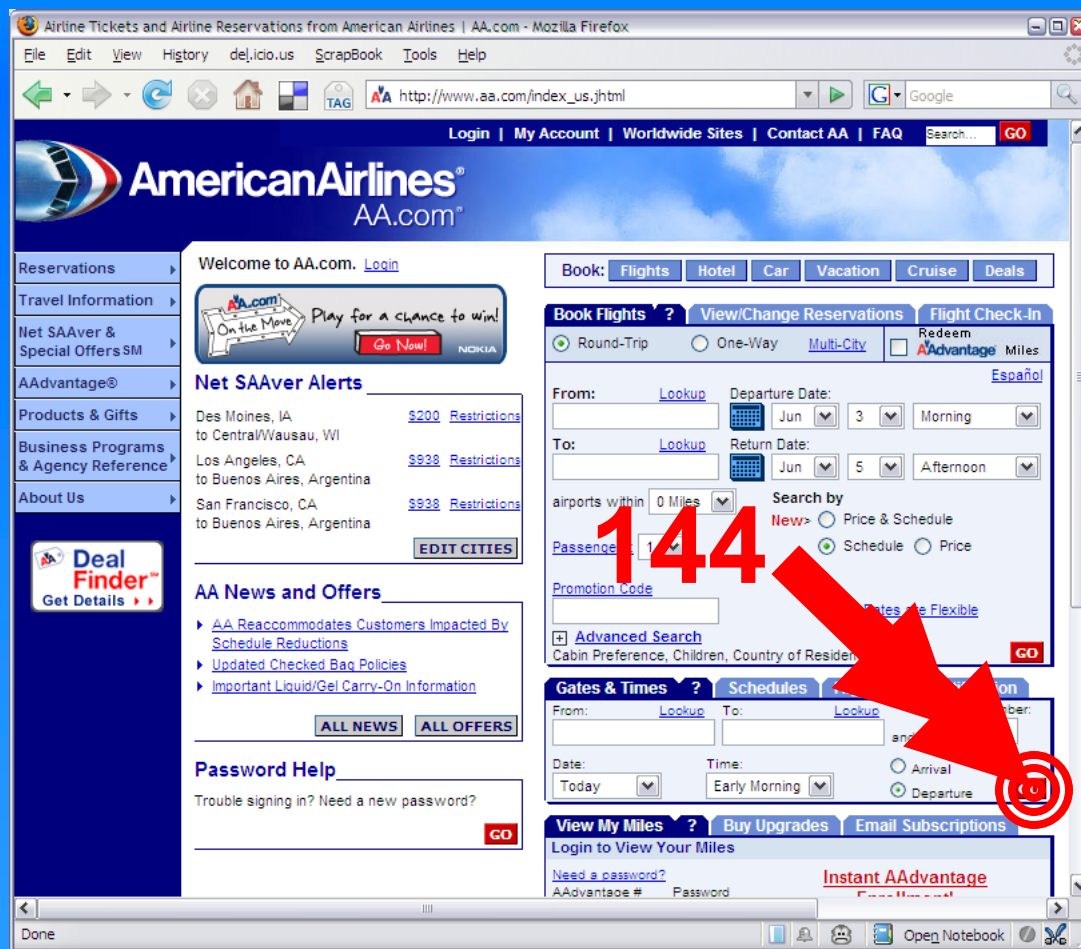 Airline Tickets and Airline Reservations from American Airlines | AA.com - Mozilla Firefox
File Edit View History del.icio.us ScrapBook Tools Help
TAG AA http://www.aa.com/index_us.jhtml G Google
Login | My Account | Worldwide Sites | Contact AA | FAQ Search... GO
AmericanAirlines®
AA.com
Reservations
Travel Information
Net SAAver &
Special Offers SM
AAdvantage®
Products & Gifts
Business Programs
& Agency Reference
About Us
Deal
Finder™
Get Details
Welcome to AA.com. Login
AA.com
On the Move
Play for a chance to win!
Go Now! NOKIA
Net SAAver Alerts
Des Moines, IA $200 Restrictions
to Central/Wausau, WI
Los Angeles, CA $938 Restrictions
to Buenos Aires, Argentina
San Francisco, CA $938 Restrictions
to Buenos Aires, Argentina
EDIT CITIES
AA News and Offers
AA Reaccommodates Customers Impacted By
Schedule Reductions
Updated Checked Bag Policies
Important Liquid/Gel Carry-On Information
ALL NEWS ALL OFFERS
Password Help
Trouble signing in? Need a new password?
GO
Book: Flights Hotel Car Vacation Cruise Deals
Book Flights ? View/Change Reservations Flight Check-In
Round-Trip One-Way Multi-City Redeem
AAdvantage Miles
Español
From: Lookup Departure Date:
Jun 3 Morning
To: Lookup Return Date:
Jun 5 Afternoon
airports within 0 Miles Search by
New> Price & Schedule
144
1 Schedule Price
Promotion Code
are Flexible
+ Advanced Search
Cabin Preference, Children, Country of
GO
Gates & Times ? Schedules
From: Lookup To: Lookup
Date: Time: Arrival
Today Early Morning Departure
View My Miles ? Buy Upgrades Email Subscriptions
Login to View Your Miles
Need a password? Instant AAdvantage
AAdvantage # Password Enrollment!
Done Open Notebook